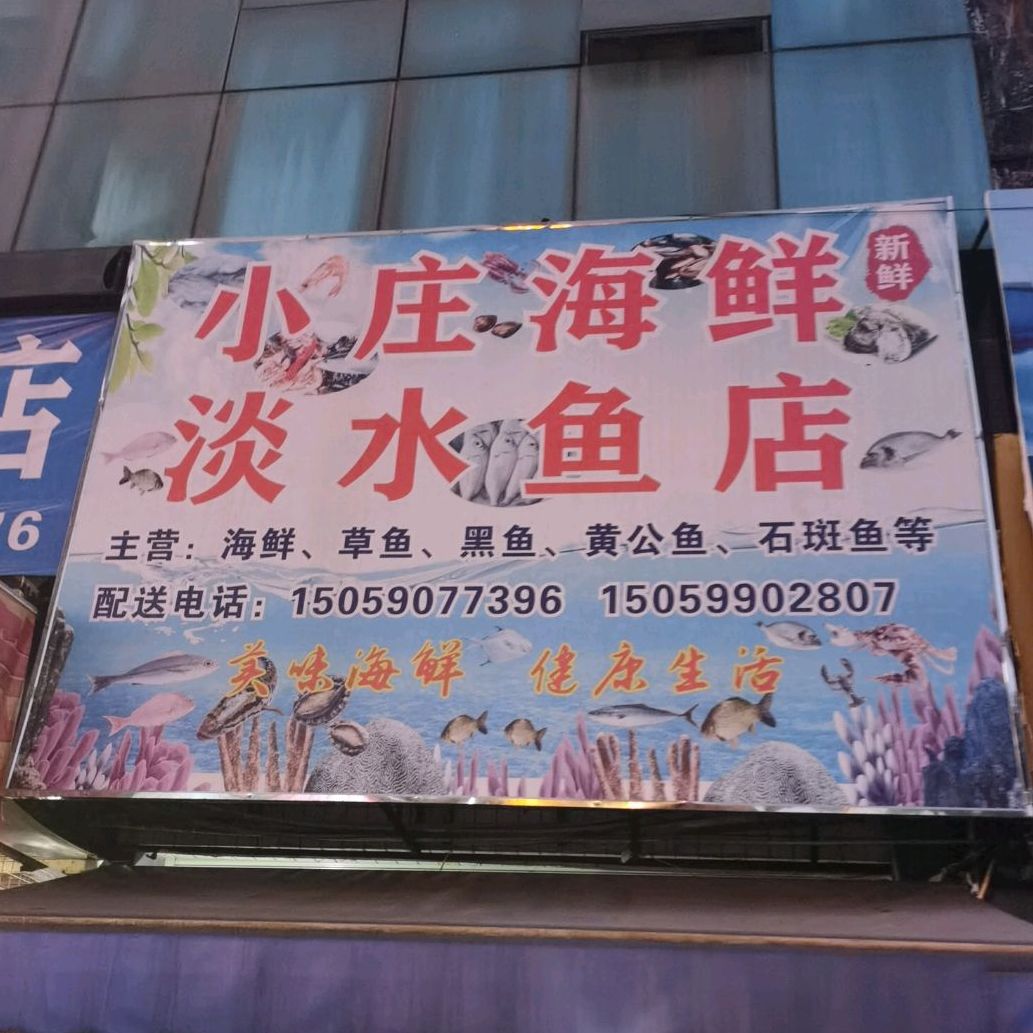 小庄海鲜
新鲜
淡水鱼店
主营：海鲜、草鱼、黑鱼、黄公鱼、石斑鱼等
配送电话：15059077396 15059902807
美味海鲜 健康生活
店
76